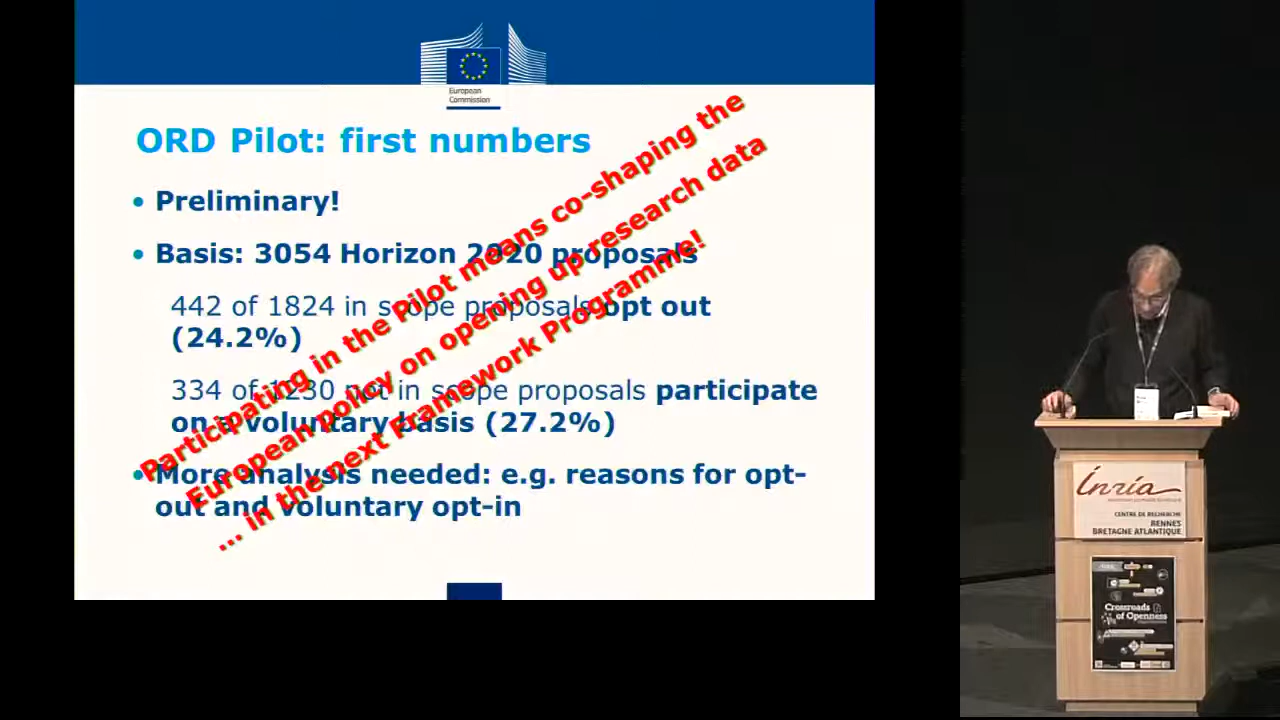 European
Commission
ORD Pilot: first numbers
• Preliminary!
• Basis: 3054 Horizon 2020 proposals
442 of 1824 in scope proposals opt out
(24.2%)
334 of 1230 not in scope proposals participate
on a voluntary basis (27.2%)
• More analysis needed: e.g. reasons for opt-
out and voluntary opt-in
Participating in the Pilot means co-shaping the
European policy on opening up research data
... in the next Framework Programme!
Inria
CENTRE DE RECHERCHE
RENNES
BRETAGNE ATLANTIQUE
Crossroads
of Openness